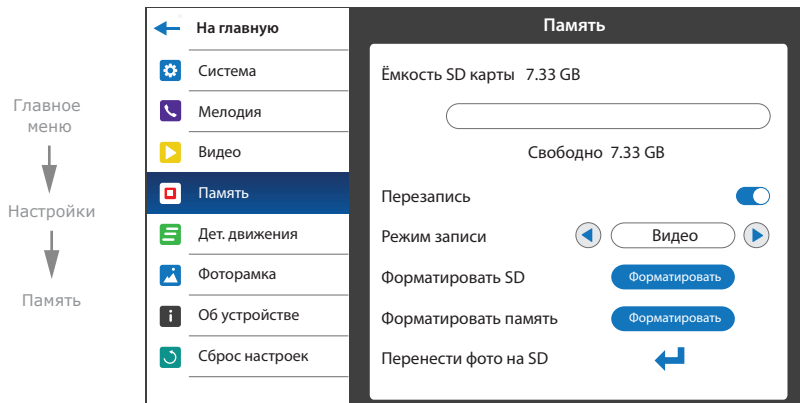 Главное
меню
Настройки
Память
На главную
Система
Мелодия
Видео
Память
Дет. движения
Фоторамка
Об устройстве
Сброс настроек
Память
Ёмкость SD карты 7.33 GB
Свободно 7.33 GB
Перезапись
Режим записи Видео
Форматировать SD Форматировать
Форматировать память Форматировать
Перенести фото на SD